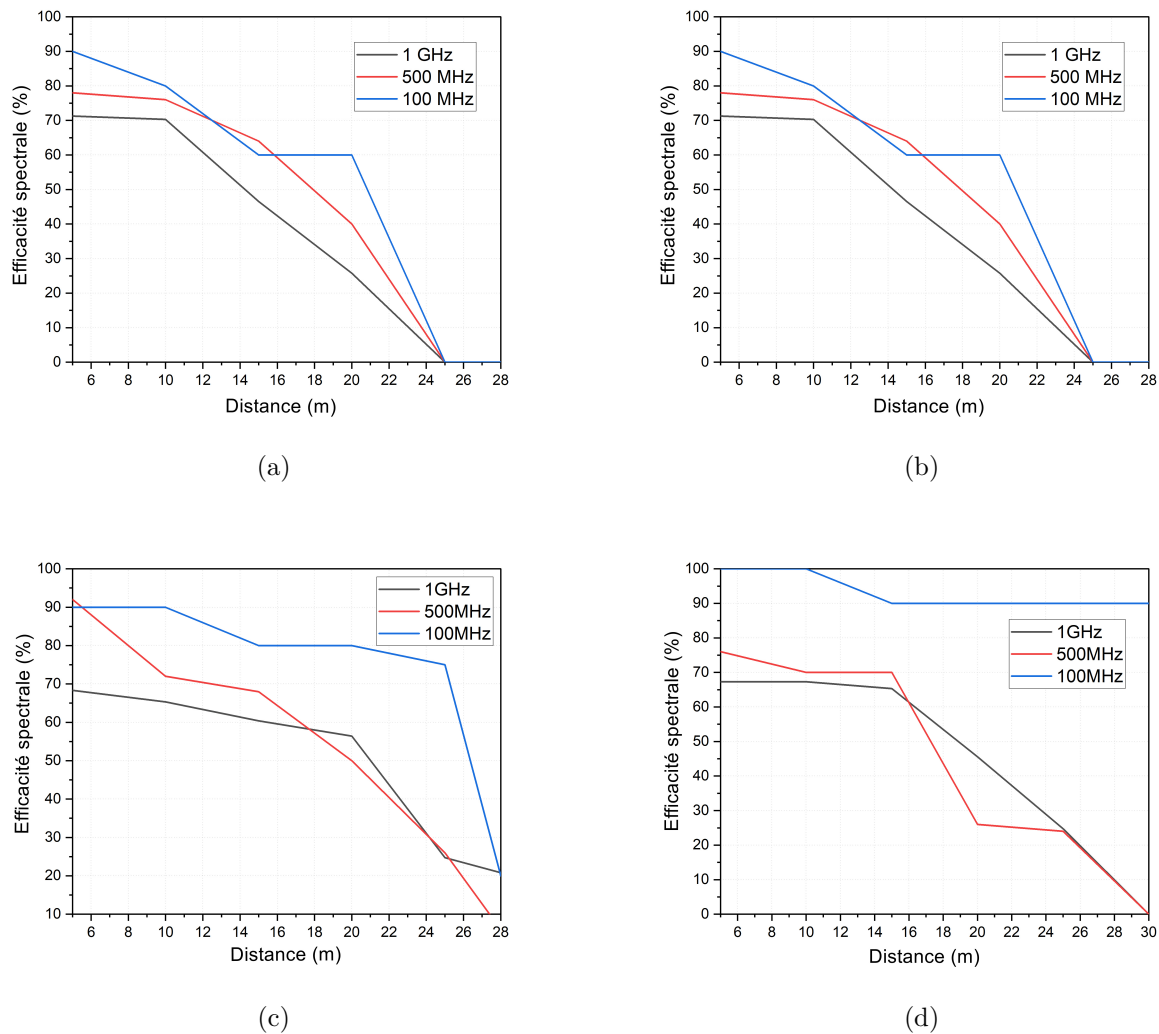 100
90
80
70
60
50
40
30
20
10
0
Efficacité spectrale (%)
1 GHz
500 MHz
100 MHz
6 8 10 12 14 16 18 20 22 24 26 28
Distance (m)
(a)
100
90
80
70
60
50
40
30
20
10
0
Efficacité spectrale (%)
1 GHz
500 MHz
100 MHz
6 8 10 12 14 16 18 20 22 24 26 28
Distance (m)
(b)
100
90
80
70
60
50
40
30
20
10
Efficacité spectrale (%)
1GHz
500MHz
100MHz
6 8 10 12 14 16 18 20 22 24 26 28
Distance (m)
(c)
100
90
80
70
60
50
40
30
20
10
0
Efficacité spectrale (%)
1GHz
500MHz
100MHz
6 8 10 12 14 16 18 20 22 24 26 28 30
Distance (m)
(d)